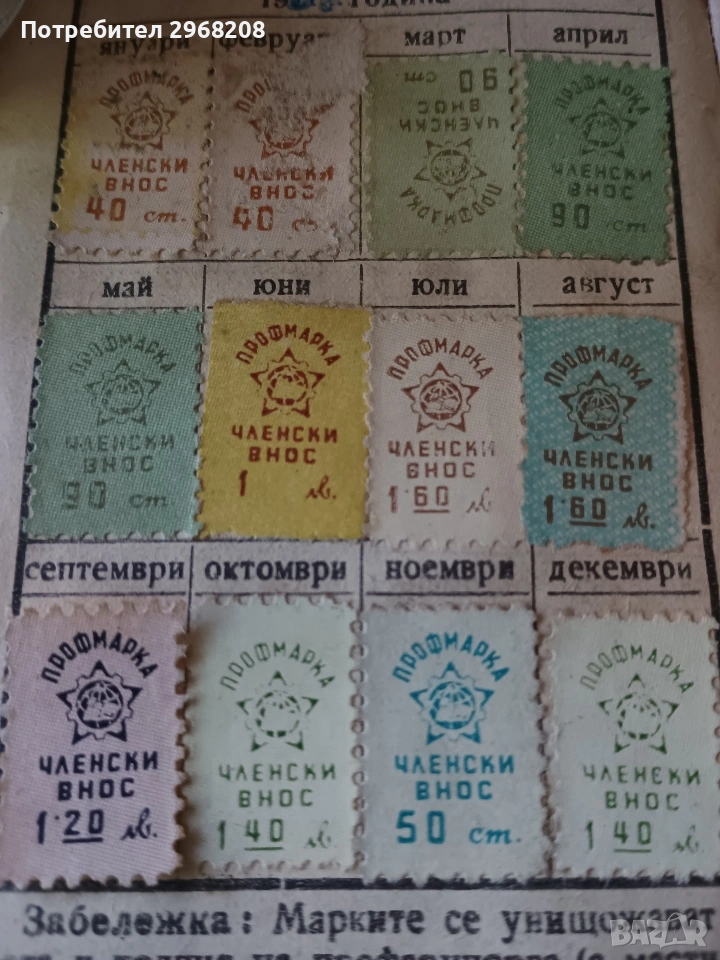 Потребител 2968208
година
януари февруари март април
ПРОФМАРКА
ЧЛЕНСКИ
ВНОС
40 ст.
ПРОФМАРКА
ЧЛЕНСКИ
ВНОС
40 ст.
ПРОФМАРКА
ЧЛЕНСКИ
ВНОС
90 ст.
ПРОФМАРКА
ЧЛЕНСКИ
ВНОС
90 ст.
май юни юли август
ПРОФМАРКА
ЧЛЕНСКИ
ВНОС
90 ст.
ПРОФМАРКА
ЧЛЕНСКИ
ВНОС
1 лв.
ПРОФМАРКА
ЧЛЕНСКИ
ВНОС
1·60 лв.
ПРОФМАРКА
ЧЛЕНСКИ
ВНОС
1·60 лв.
септември октомври ноември декември
ПРОФМАРКА
ЧЛЕНСКИ
ВНОС
1·20 лв.
ПРОФМАРКА
ЧЛЕНСКИ
ВНОС
1·40 лв.
ПРОФМАРКА
ЧЛЕНСКИ
ВНОС
50 ст.
ПРОФМАРКА
ЧЛЕНСКИ
ВНОС
1·40 лв.
Забележка: Марките се унищожават
BAZAR